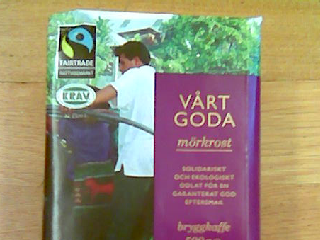 FAIRTRADE
KRAV
VÅRT
GODA
mörkrost
SOLIDARISKT
OCH EKOLOGISKT
ODLAT FÖR EN
GARANTERAT GOD
EFTERSMAK
bryggkaffe